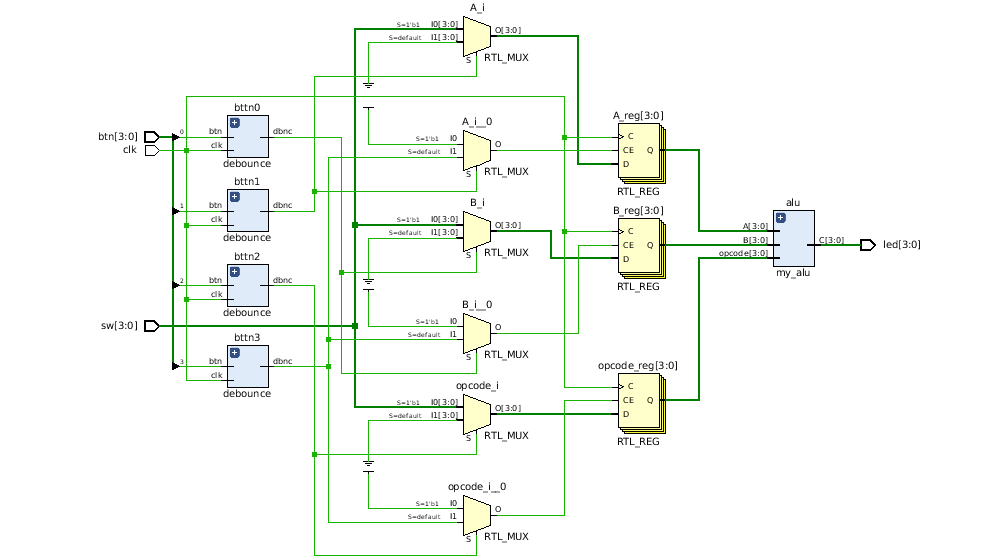 A_i
S=1'b1 I0[3:0]
S=default I1[3:0]
O[3:0]
S
RTL_MUX
bttn0
btn[3:0]
0
btn
dbnc
clk
clk
debounce
A_i__0
S=1'b1 I0
S=default I1
O
S
RTL_MUX
A_reg[3:0]
C
CE
Q
D
RTL_REG
bttn1
1
btn
dbnc
clk
debounce
B_i
S=1'b1 I0[3:0]
S=default I1[3:0]
O[3:0]
S
RTL_MUX
B_reg[3:0]
C
CE
Q
D
RTL_REG
alu
A[3:0]
B[3:0]
opcode[3:0]
C[3:0]
my_alu
led[3:0]
bttn2
2
btn
dbnc
clk
debounce
sw[3:0]
B_i__0
S=1'b1 I0
S=default I1
O
S
RTL_MUX
bttn3
3
btn
dbnc
clk
debounce
opcode_i
S=1'b1 I0[3:0]
S=default I1[3:0]
O[3:0]
S
RTL_MUX
opcode_reg[3:0]
C
CE
Q
D
RTL_REG
opcode_i__0
S=1'b1 I0
S=default I1
O
S
RTL_MUX